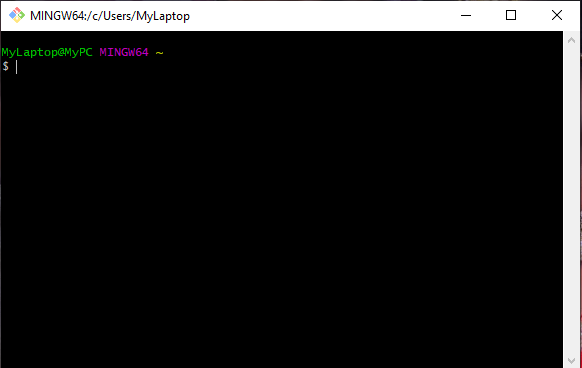 MINGW64:/c/Users/MyLaptop
MyLaptop@MyPC MINGW64 ~
$